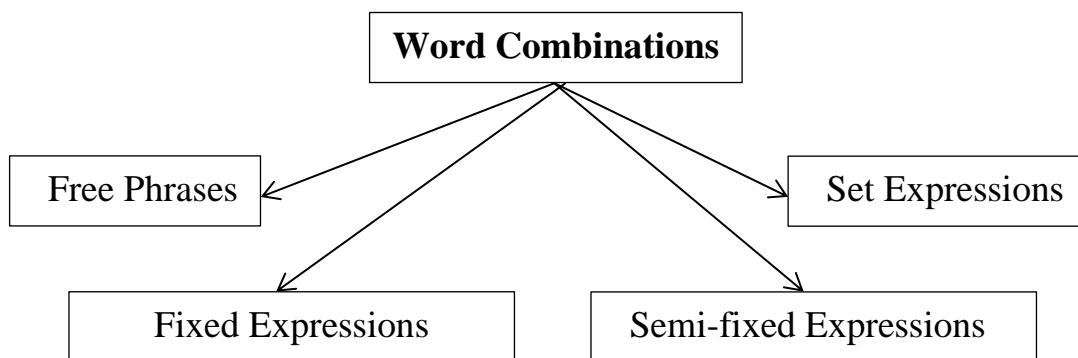 Word Combinations
Free Phrases
Set Expressions
Fixed Expressions
Semi-fixed Expressions